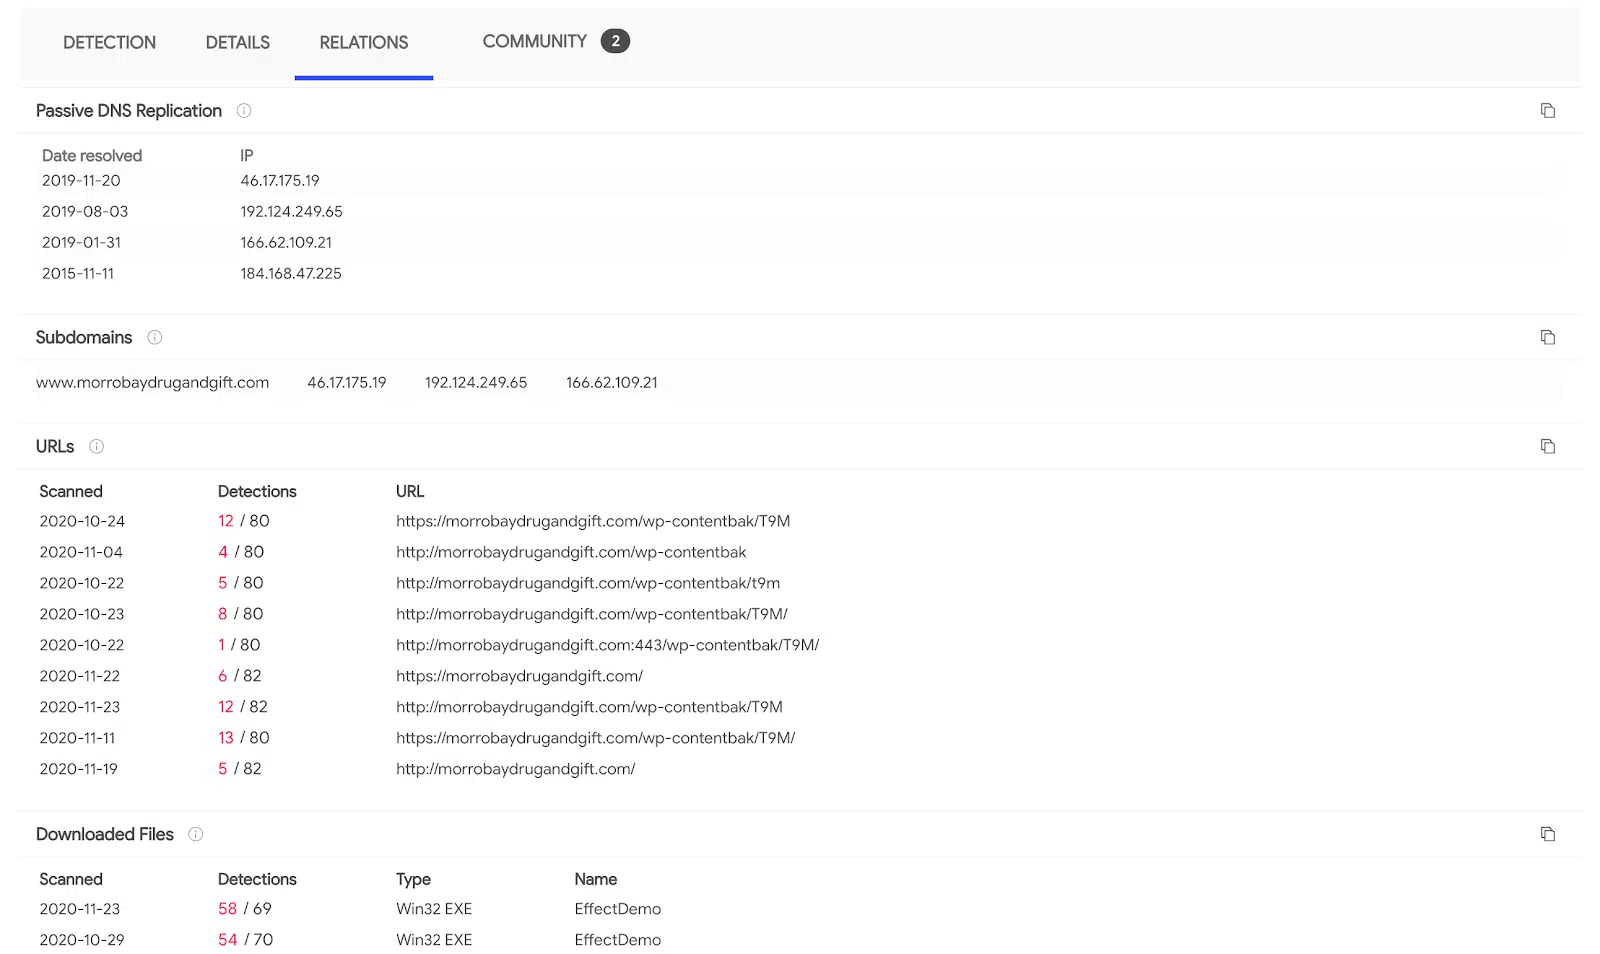 DETECTION DETAILS RELATIONS COMMUNITY 2
Passive DNS Replication
Date resolved IP
2019-11-20 46.17.175.19
2019-08-03 192.124.249.65
2019-01-31 166.62.109.21
2015-11-11 184.168.47.225
Subdomains
www.morrobaydrugandgift.com 46.17.175.19 192.124.249.65 166.62.109.21
URLs
Scanned Detections URL
2020-10-24 12 / 80 https://morrobaydrugandgift.com/wp-contentbak/T9M
2020-11-04 4 / 80 http://morrobaydrugandgift.com/wp-contentbak
2020-10-22 5 / 80 http://morrobaydrugandgift.com/wp-contentbak/t9m
2020-10-23 8 / 80 http://morrobaydrugandgift.com/wp-contentbak/T9M/
2020-10-22 1 / 80 http://morrobaydrugandgift.com:443/wp-contentbak/T9M/
2020-11-22 6 / 82 https://morrobaydrugandgift.com/
2020-11-23 12 / 82 http://morrobaydrugandgift.com/wp-contentbak/T9M
2020-11-11 13 / 80 https://morrobaydrugandgift.com/wp-contentbak/T9M/
2020-11-19 5 / 82 http://morrobaydrugandgift.com/
Downloaded Files
Scanned Detections Type Name
2020-11-23 58 / 69 Win32 EXE EffectDemo
2020-10-29 54 / 70 Win32 EXE EffectDemo